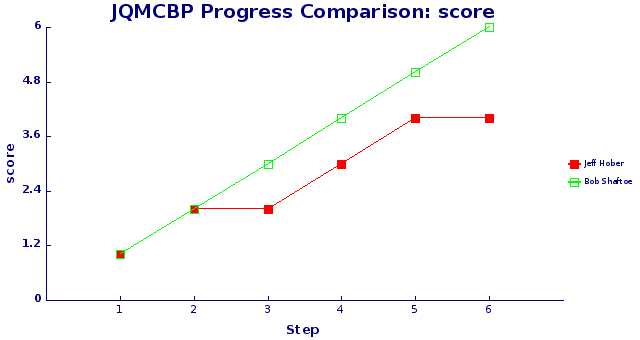 JQMCBP Progress Comparison: score
6
4.8
3.6
2.4
1.2
0
score
1 2 3 4 5 6
Step
Jeff Hober
Bob Shaftoe